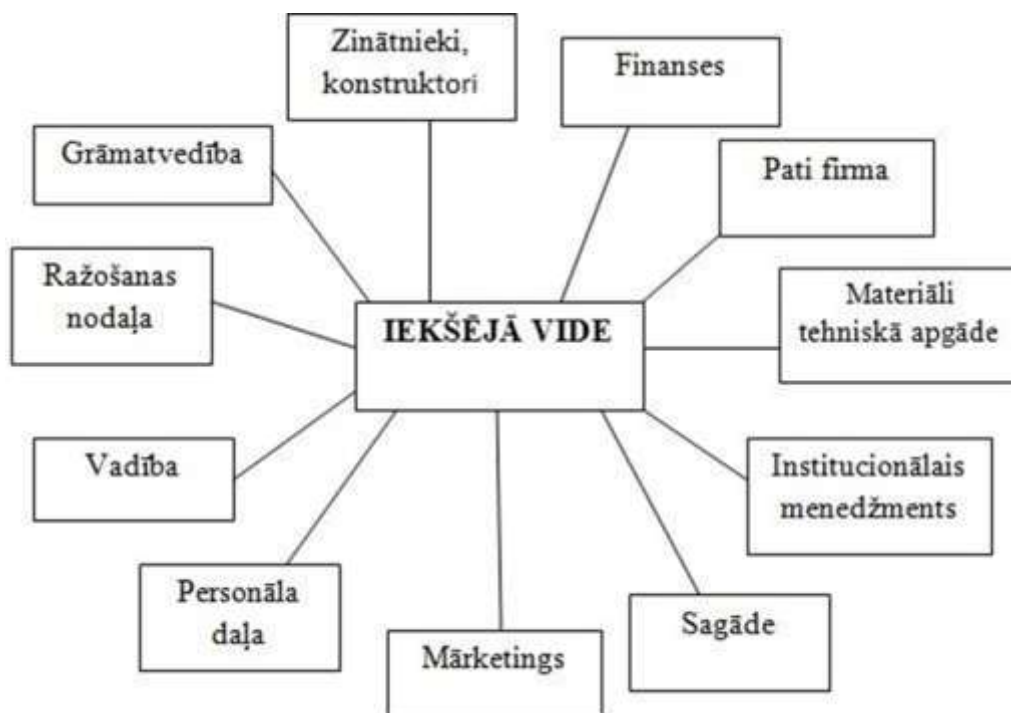 Zinātnieki,
konstruktori
Finanses
Grāmatvedība
Pati firma
Ražošanas
nodaļa
Materiāli
tehniskā apgāde
IEKŠĒJĀ VIDE
Vadība
Institucionālais
menedžments
Personāla
daļa
Sagāde
Mārketings